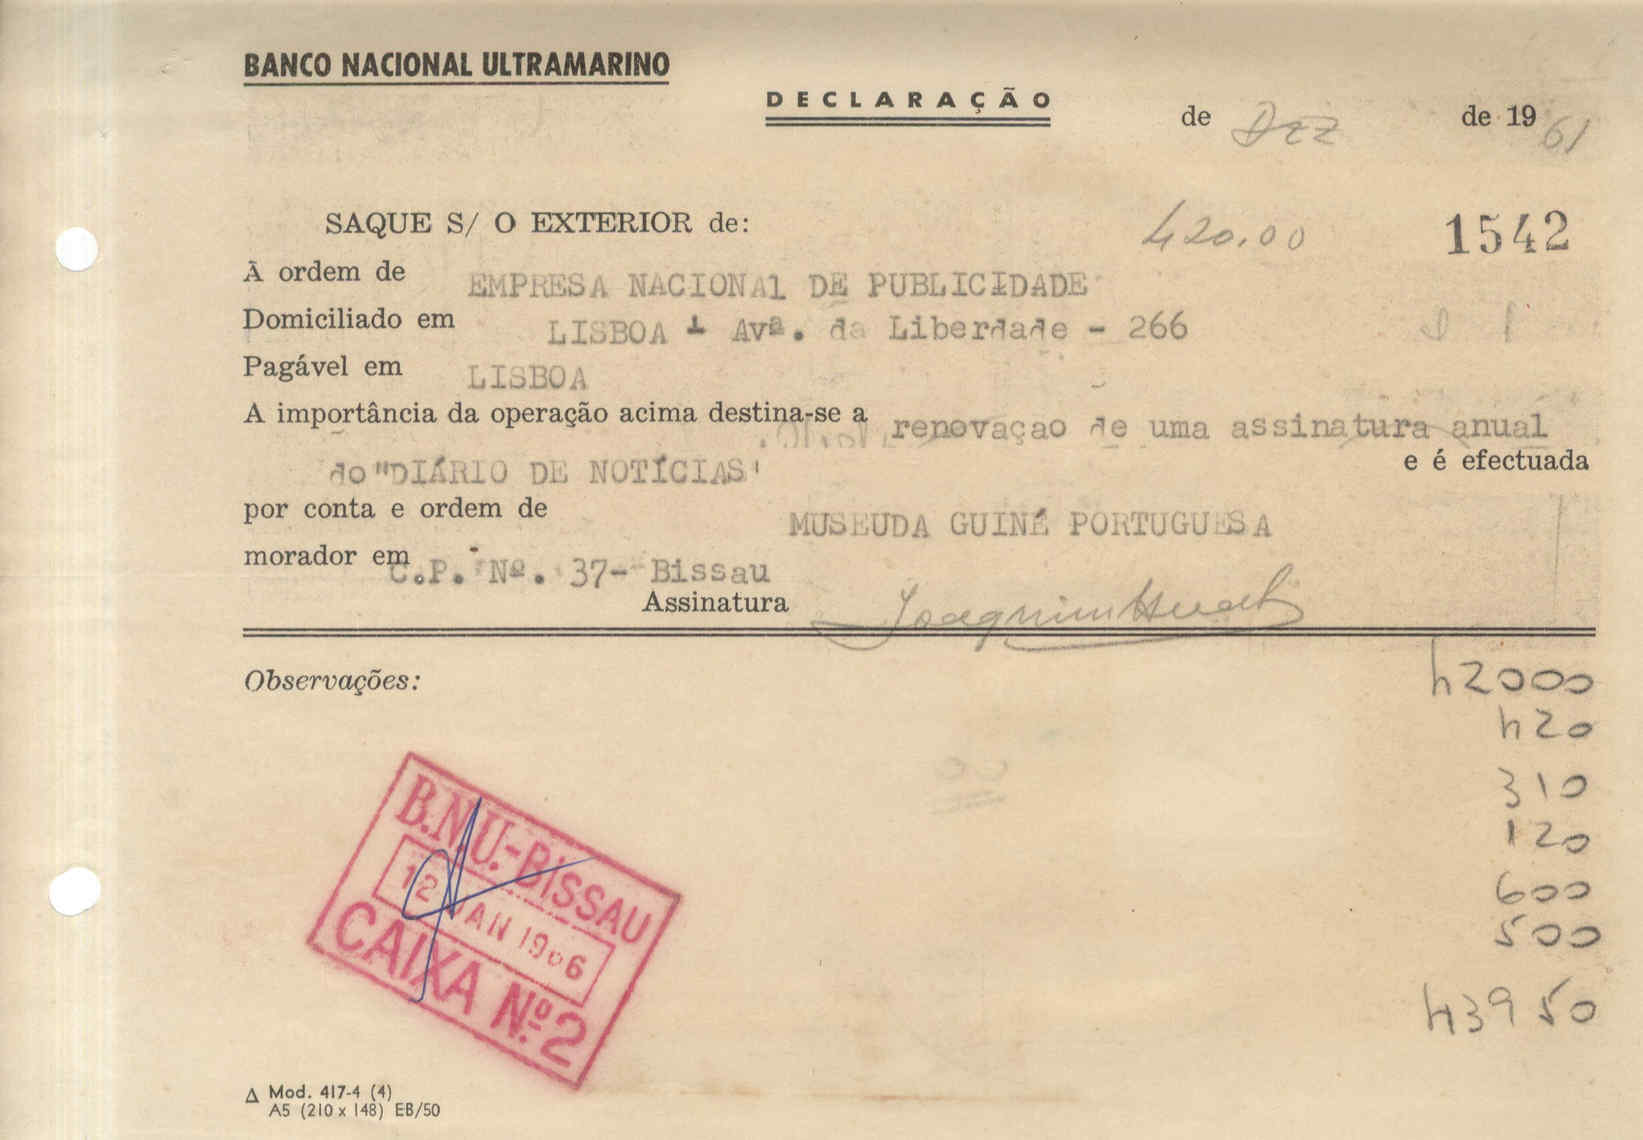 BANCO NACIONAL ULTRAMARINO
DECLARAÇÃO
de Dez de 1961
SAQUE S/ O EXTERIOR de: 420.00 1542
À ordem de EMPRESA NACIONAL DE PUBLICIDADE
Domiciliado em LISBOA - Avª. da Liberdade - 266
Pagável em LISBOA
A importância da operação acima destina-se a renovaçao de uma assinatura anual
do "DIÁRIO DE NOTÍCIAS" e é efectuada
por conta e ordem de MUSEUDA GUINÉ PORTUGUESA
morador em C.P. Nº. 37- Bissau
Assinatura Joaquim
Observações:
42000
420
310
120
600
500
43950
B.N.U.-BISSAU
12 JAN 1966
CAIXA Nº 2
Δ Mod. 417-4 (4)
A5 (210 x 148) EB/50